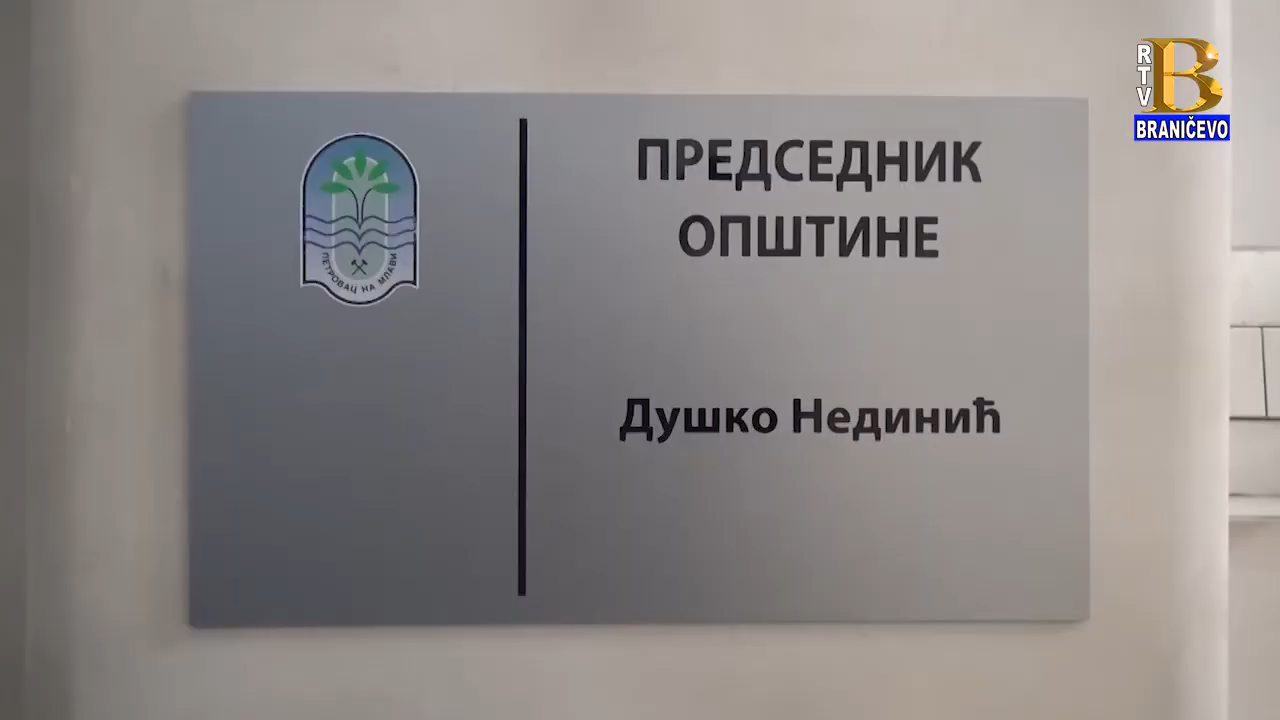 ПРЕДСЕДНИК
ОПШТИНЕ
Душко Нединић
ПЕТРОВАЦ НА МЛАВИ
RTV
B
BRANIČEVO